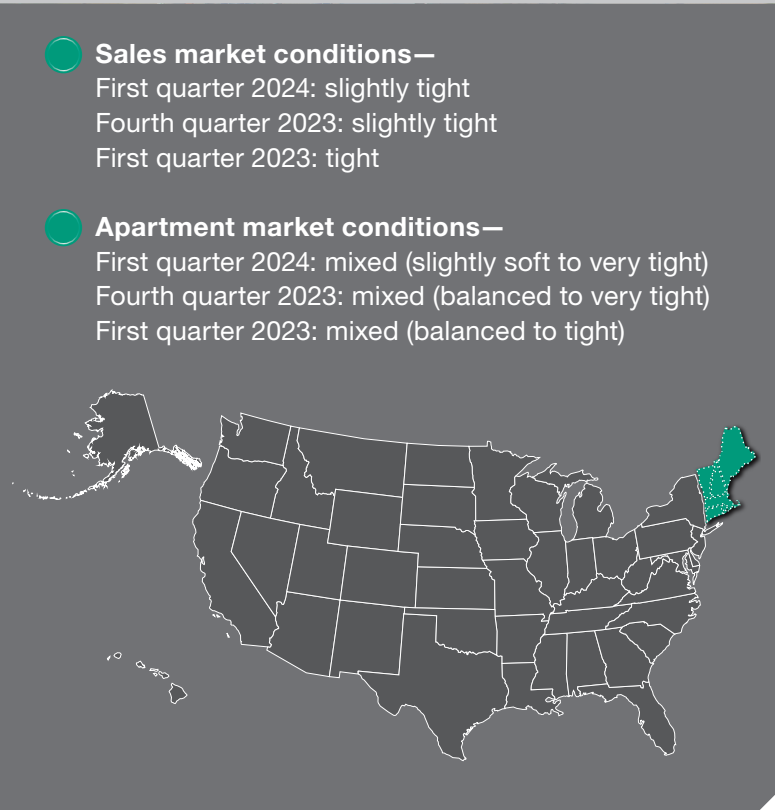 Sales market conditions—
First quarter 2024: slightly tight
Fourth quarter 2023: slightly tight
First quarter 2023: tight
Apartment market conditions—
First quarter 2024: mixed (slightly soft to very tight)
Fourth quarter 2023: mixed (balanced to very tight)
First quarter 2023: mixed (balanced to tight)